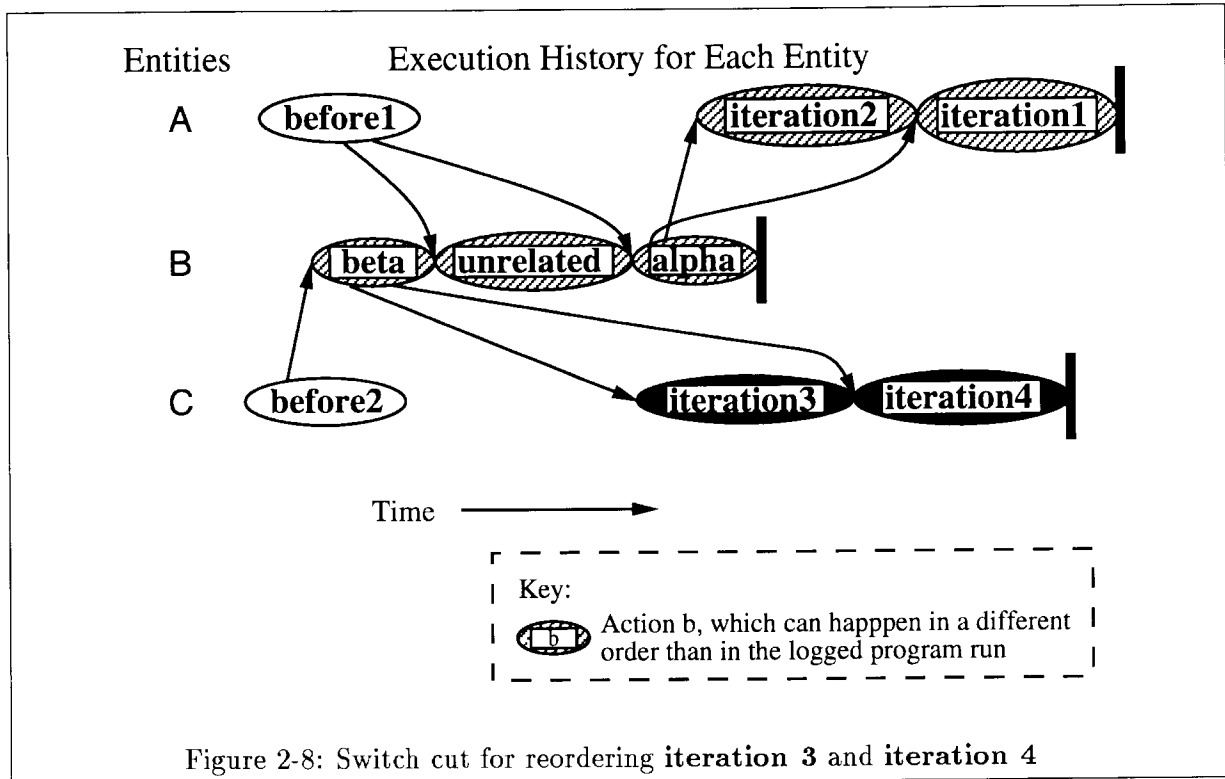 Entities Execution History for Each Entity
A before1 iteration2 iteration1
B beta unrelated alpha
C before2 iteration3 iteration4
Time
Key:
b Action b, which can happpen in a different
order than in the logged program run
Figure 2-8: Switch cut for reordering iteration 3 and iteration 4